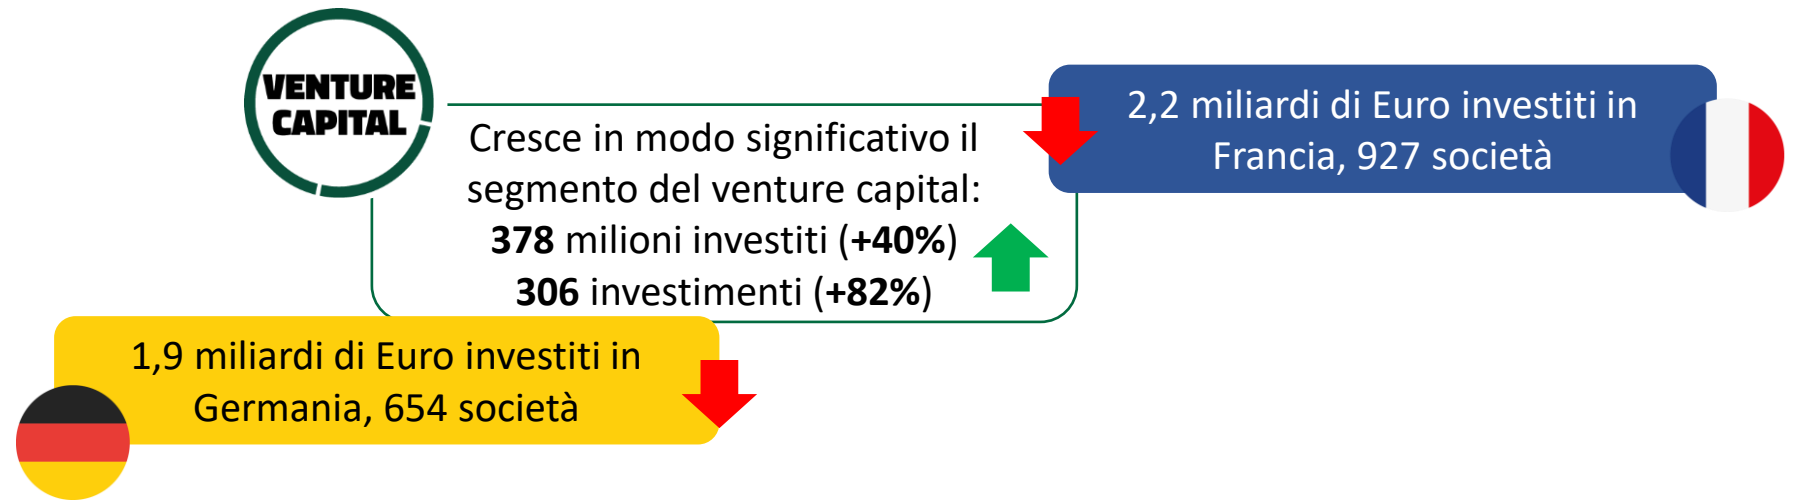 VENTURE
CAPITAL
Cresce in modo significativo il
segmento del venture capital:
378 milioni investiti (+40%)
306 investimenti (+82%)
2,2 miliardi di Euro investiti in
Francia, 927 società
1,9 miliardi di Euro investiti in
Germania, 654 società